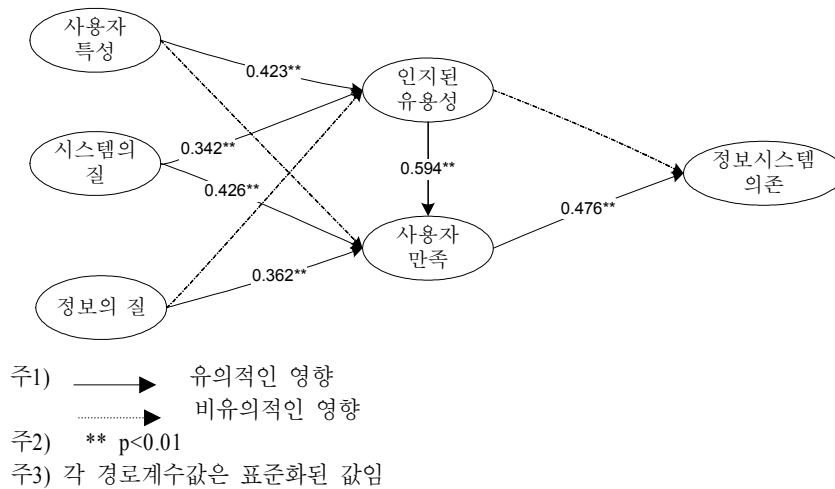 사용자
특성
0.423**
인지된
유용성
시스템의
질
0.342**
0.594**
정보시스템
의존
0.426**
0.476**
사용자
만족
0.362**
정보의 질
주1) 유의적인 영향
비유의적인 영향
주2) ** p<0.01
주3) 각 경로계수값은 표준화된 값임